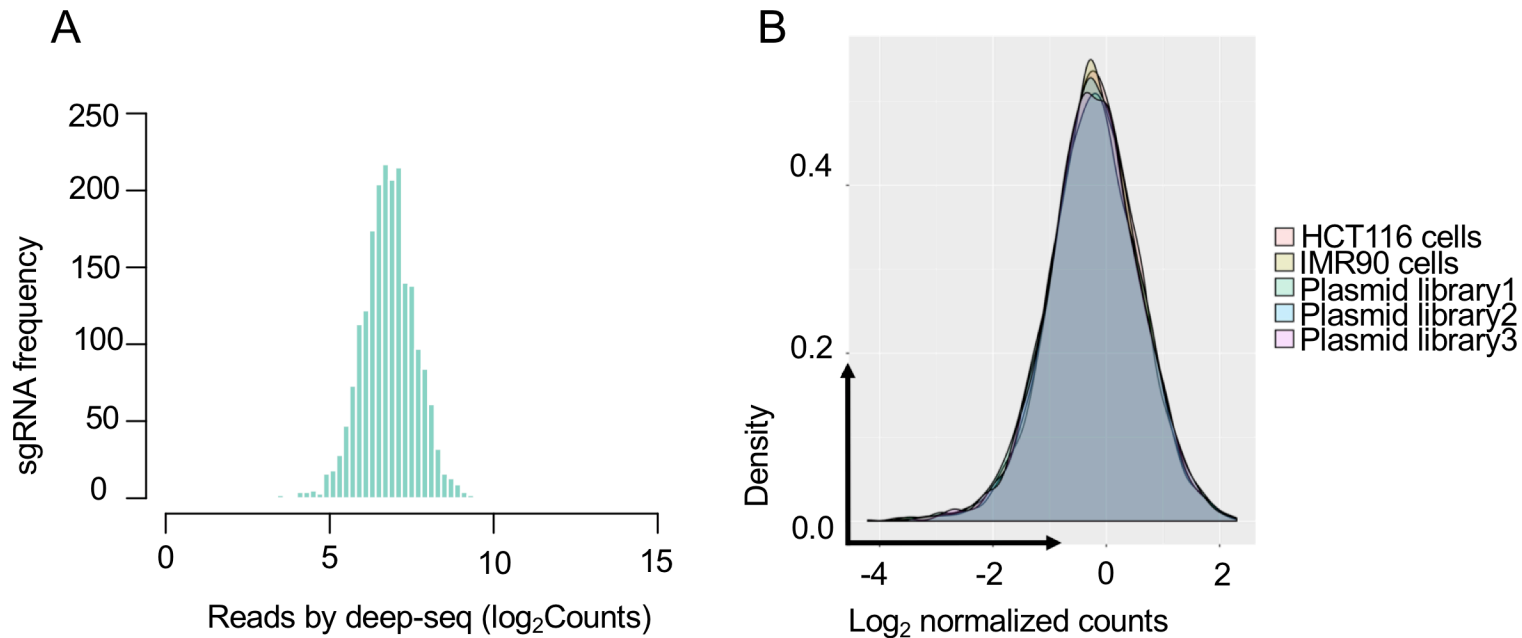 A
250
200
150
100
50
0
sgRNA frequency
0
5
10
15
Reads by deep-seq (log₂Counts)
B
0.4
0.2
0.0
Density
-4
-2
0
2
Log₂ normalized counts
HCT116 cells
IMR90 cells
Plasmid library1
Plasmid library2
Plasmid library3